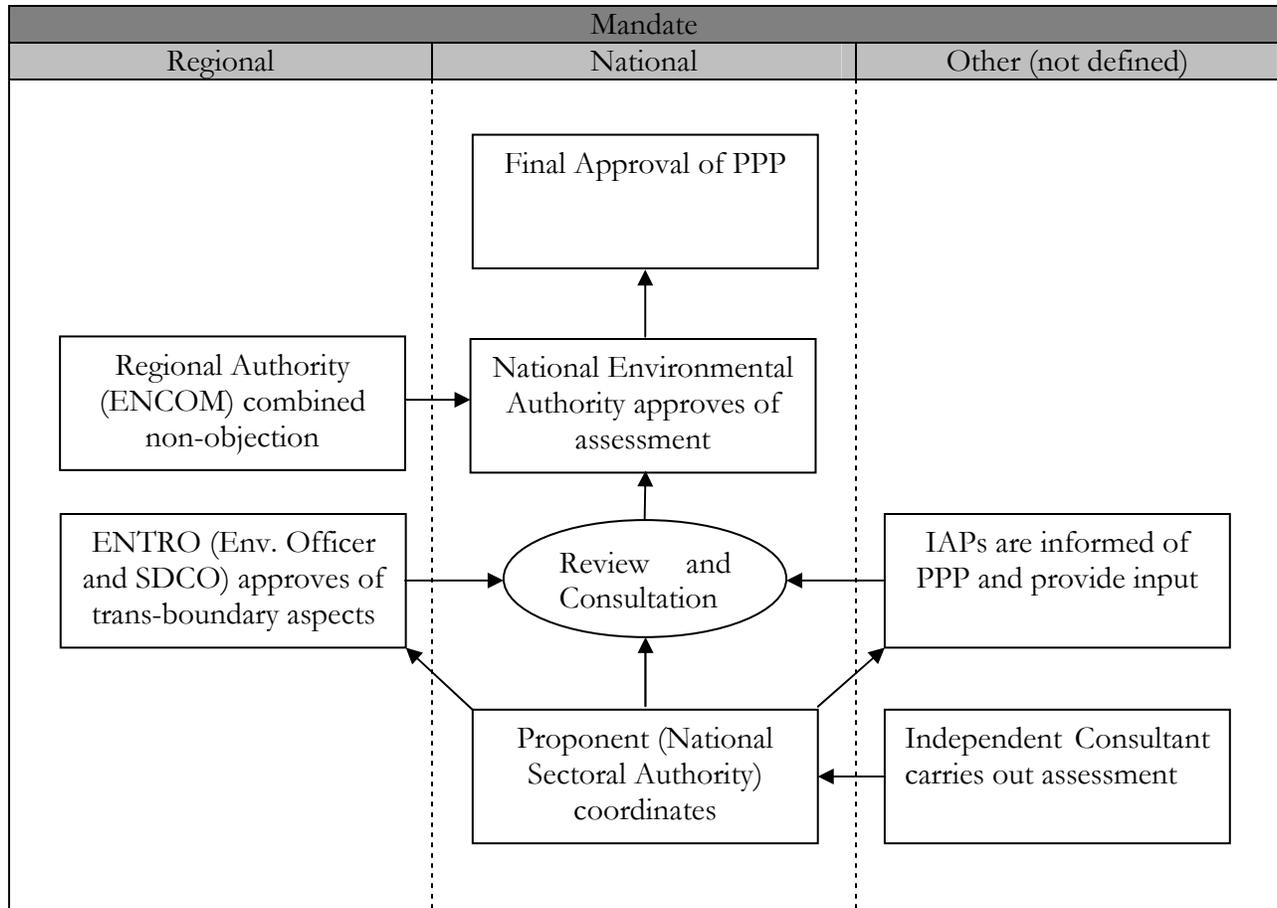 Mandate
Regional
National
Other (not defined)
Final Approval of PPP
Regional Authority
(ENCOM) combined
non-objection
National Environmental
Authority approves of
assessment
ENTRO (Env. Officer
and SDCO) approves of
trans-boundary aspects
Review and
Consultation
IAPs are informed of
PPP and provide input
Proponent (National
Sectoral Authority)
coordinates
Independent Consultant
carries out assessment